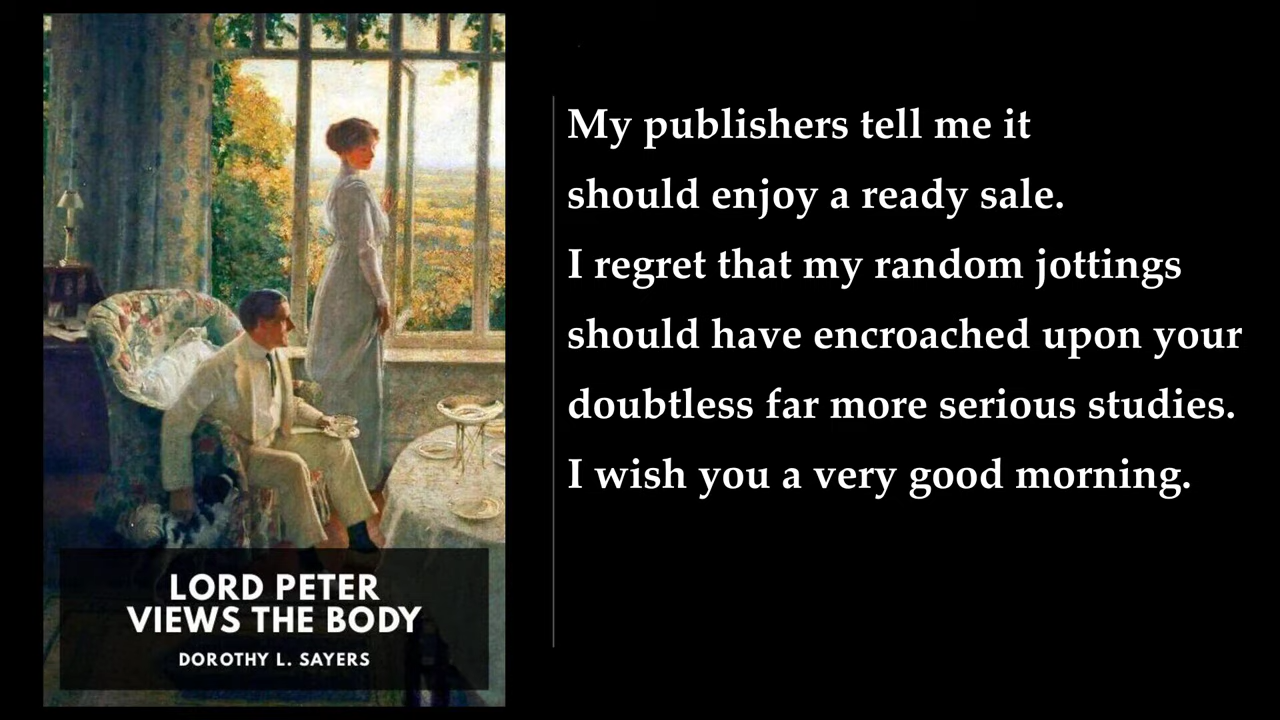 LORD PETER
VIEWS THE BODY
DOROTHY L. SAYERS
My publishers tell me it
should enjoy a ready sale.
I regret that my random jottings
should have encroached upon your
doubtless far more serious studies.
I wish you a very good morning.